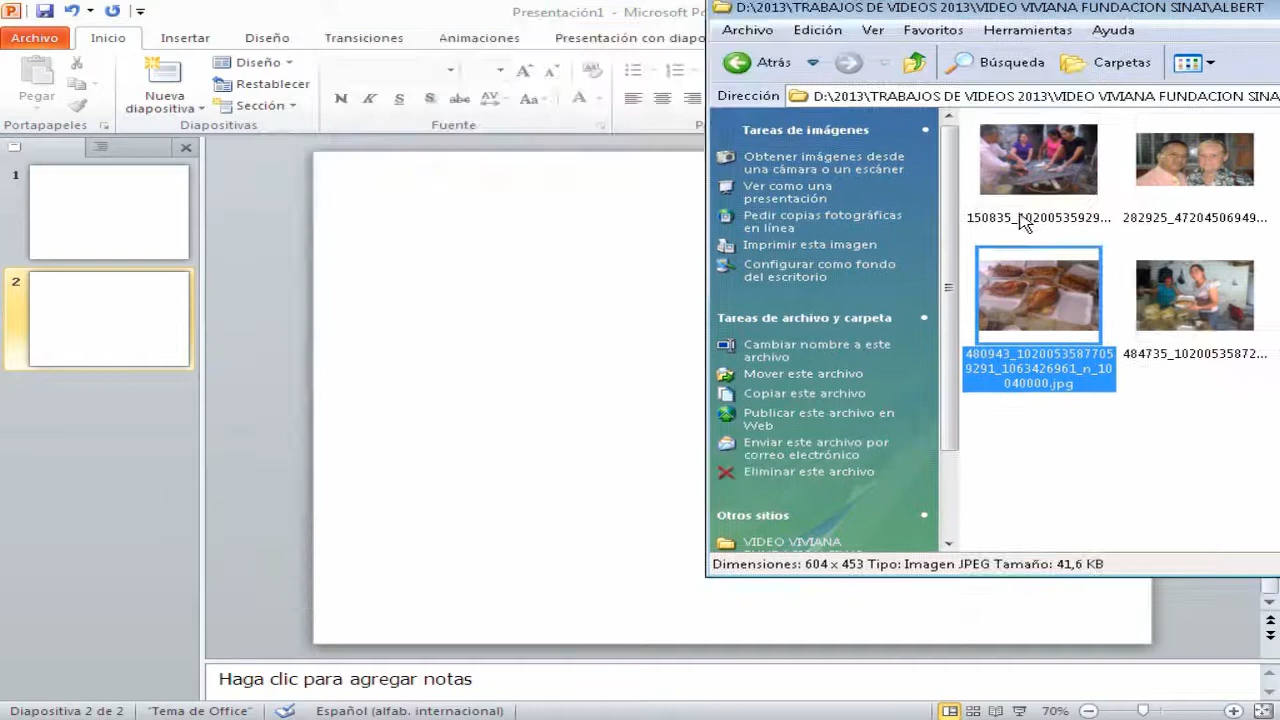 Presentación1 - Microsoft Po
Archivo Inicio Insertar Diseño Transiciones Animaciones Presentación con diapo
Pegar
Nueva diapositiva
Diseño
Restablecer
Sección
N K S S abc AV Aa A
Portapapeles Diapositivas Fuente
1
2
D:\2013\TRABAJOS DE VIDEOS 2013\VIDEO VIVIANA FUNDACION SINAI\ALBERT
Archivo Edición Ver Favoritos Herramientas Ayuda
Atrás Búsqueda Carpetas
Dirección D:\2013\TRABAJOS DE VIDEOS 2013\VIDEO VIVIANA FUNDACION SINA
Tareas de imágenes
Obtener imágenes desde
una cámara o un escáner
Ver como una
presentación
Pedir copias fotográficas
en línea
Imprimir esta imagen
Configurar como fondo
del escritorio
Tareas de archivo y carpeta
Cambiar nombre a este
archivo
Mover este archivo
Copiar este archivo
Publicar este archivo en
Web
Enviar este archivo por
correo electrónico
Eliminar este archivo
Otros sitios
VIDEO VIVIANA
150835_10200535929...
282925_47204506949...
480943_1020053587705
9291_1063426961_n_10
040000.jpg
484735_10200535872...
Dimensiones: 604 x 453 Tipo: Imagen JPEG Tamaño: 41,6 KB
Haga clic para agregar notas
Diapositiva 2 de 2 "Tema de Office" Español (alfab. internacional) 70%